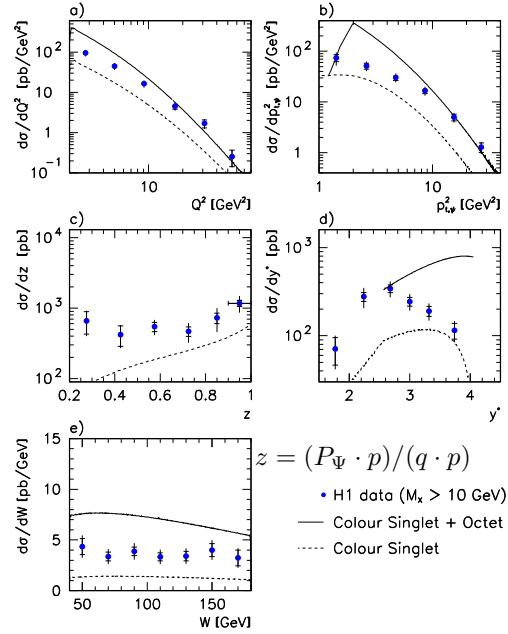 a)
dσ/dQ² [pb/GeV²]
10²
10
1
10⁻¹
10
Q² [GeV²]
b)
dσ/dp²ₜ,ψ [pb/GeV²]
10²
10
1
1
10
p²ₜ,ψ [GeV²]
c)
dσ/dz [pb]
10⁴
10³
10²
0.2 0.4 0.6 0.8 1
z
d)
dσ/dy* [pb]
10³
10²
2 3 4
y*
e)
dσ/dW [pb/GeV]
15
10
5
0
50 100 150
W [GeV]
z = (P_Ψ · p)/(q · p)
H1 data (Mₓ > 10 GeV)
Colour Singlet + Octet
Colour Singlet